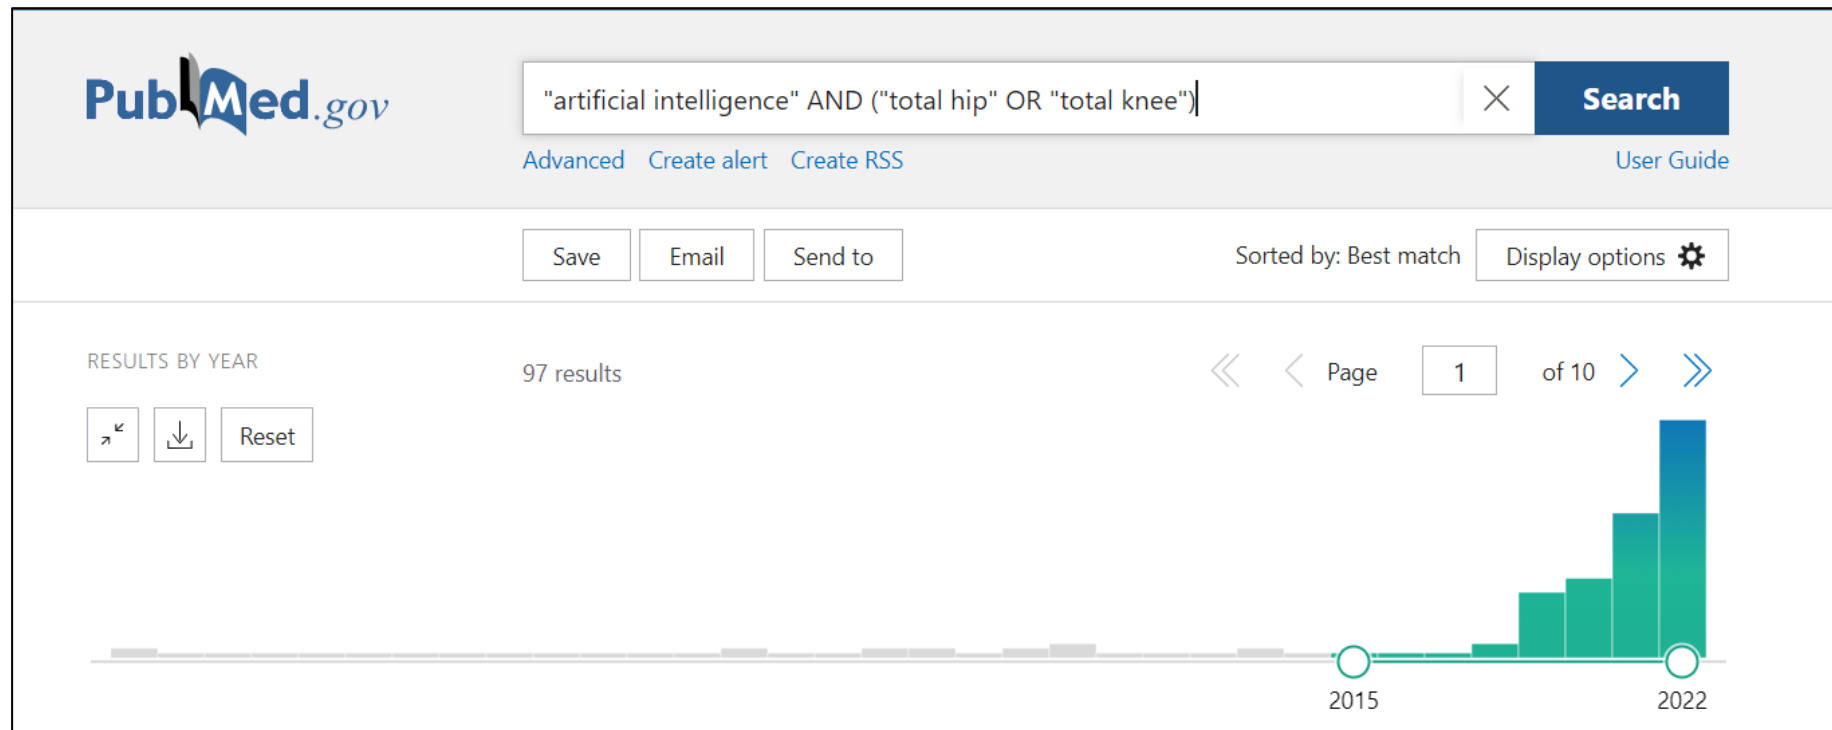 PubMed.gov
"artificial intelligence" AND ("total hip" OR "total knee")
Search
Advanced Create alert Create RSS
User Guide
Save Email Send to
Sorted by: Best match Display options
RESULTS BY YEAR
97 results
Page 1 of 10
Reset
2015 2022